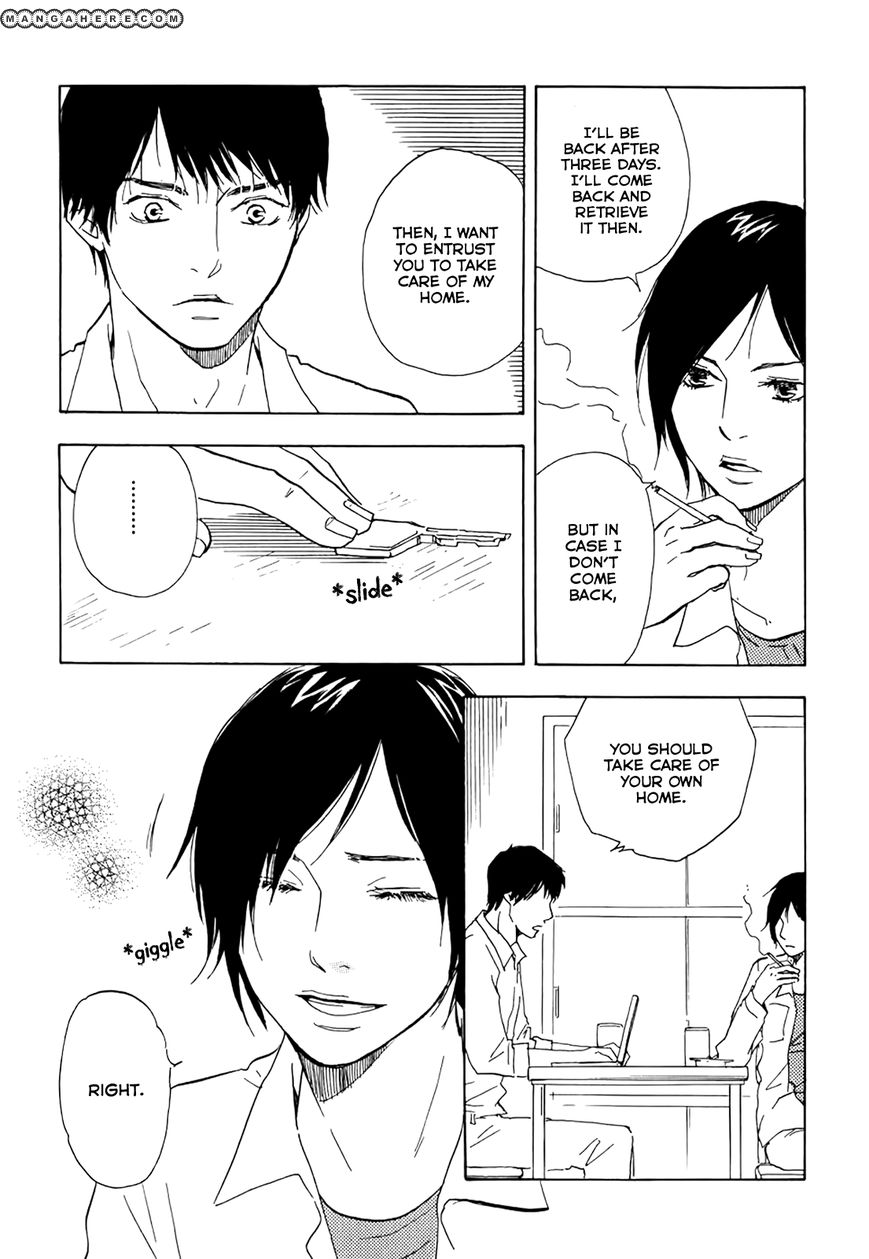 MANGAHERE.COM
I'LL BE
BACK AFTER
THREE DAYS.
I'LL COME
BACK AND
RETRIEVE
IT THEN.
BUT IN
CASE I
DON'T
COME
BACK,
THEN, I WANT
TO ENTRUST
YOU TO TAKE
CARE OF MY
HOME.
........
*slide*
YOU SHOULD
TAKE CARE OF
YOUR OWN
HOME.
*giggle*
RIGHT.